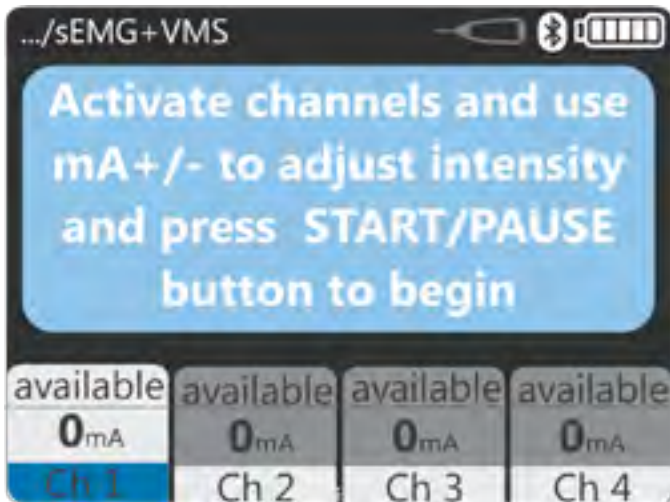 .../sEMG+VMS
Activate channels and use
mA+/- to adjust intensity
and press START/PAUSE
button to begin
available available available available
0mA 0mA 0mA 0mA
Ch 1 Ch 2 Ch 3 Ch 4